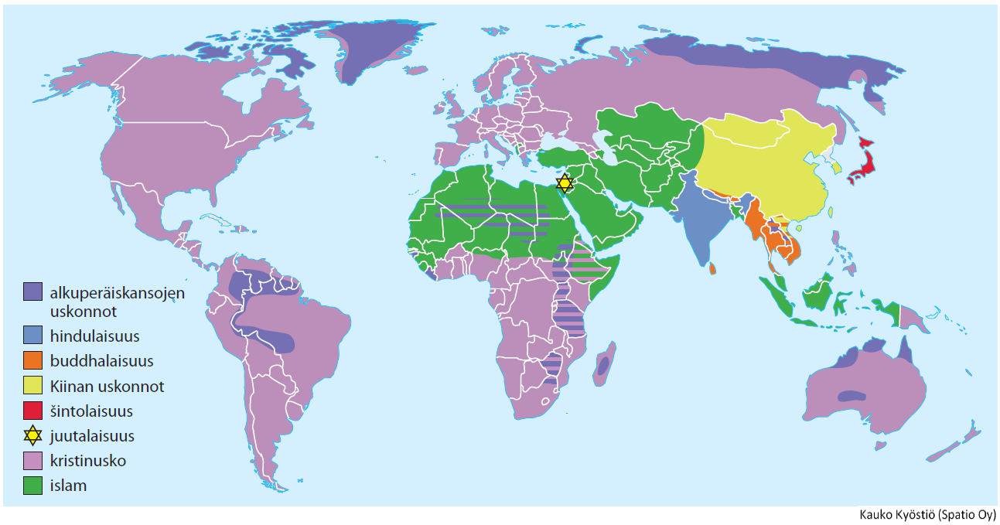 alkuperäiskansojen
uskonnot
hindulaisuus
buddhalaisuus
Kiinan uskonnot
šintolaisuus
juutalaisuus
kristinusko
islam
Kauko Kyöstiö (Spatio Oy)